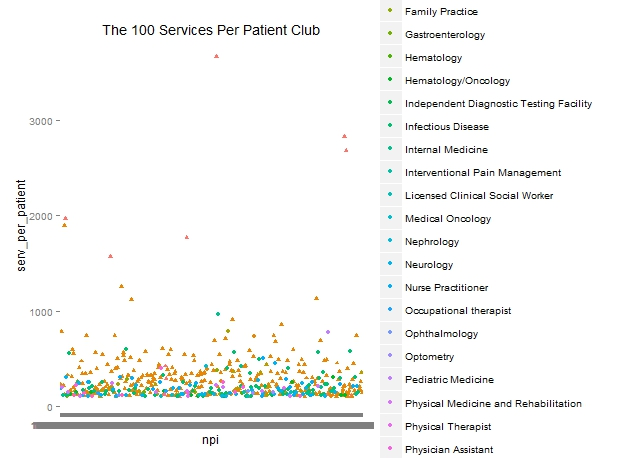 The 100 Services Per Patient Club
serv_per_patient
3000
2000
1000
0
npi
Family Practice
Gastroenterology
Hematology
Hematology/Oncology
Independent Diagnostic Testing Facility
Infectious Disease
Internal Medicine
Interventional Pain Management
Licensed Clinical Social Worker
Medical Oncology
Nephrology
Neurology
Nurse Practitioner
Occupational therapist
Ophthalmology
Optometry
Pediatric Medicine
Physical Medicine and Rehabilitation
Physical Therapist
Physician Assistant